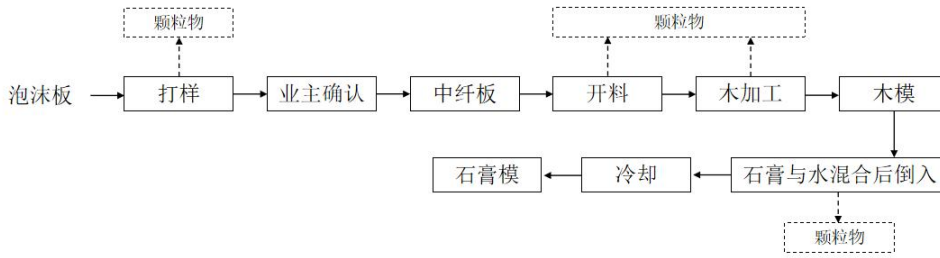 颗粒物
颗粒物
泡沫板
打样
业主确认
中纤板
开料
木加工
木模
石膏模
冷却
石膏与水混合后倒入
颗粒物